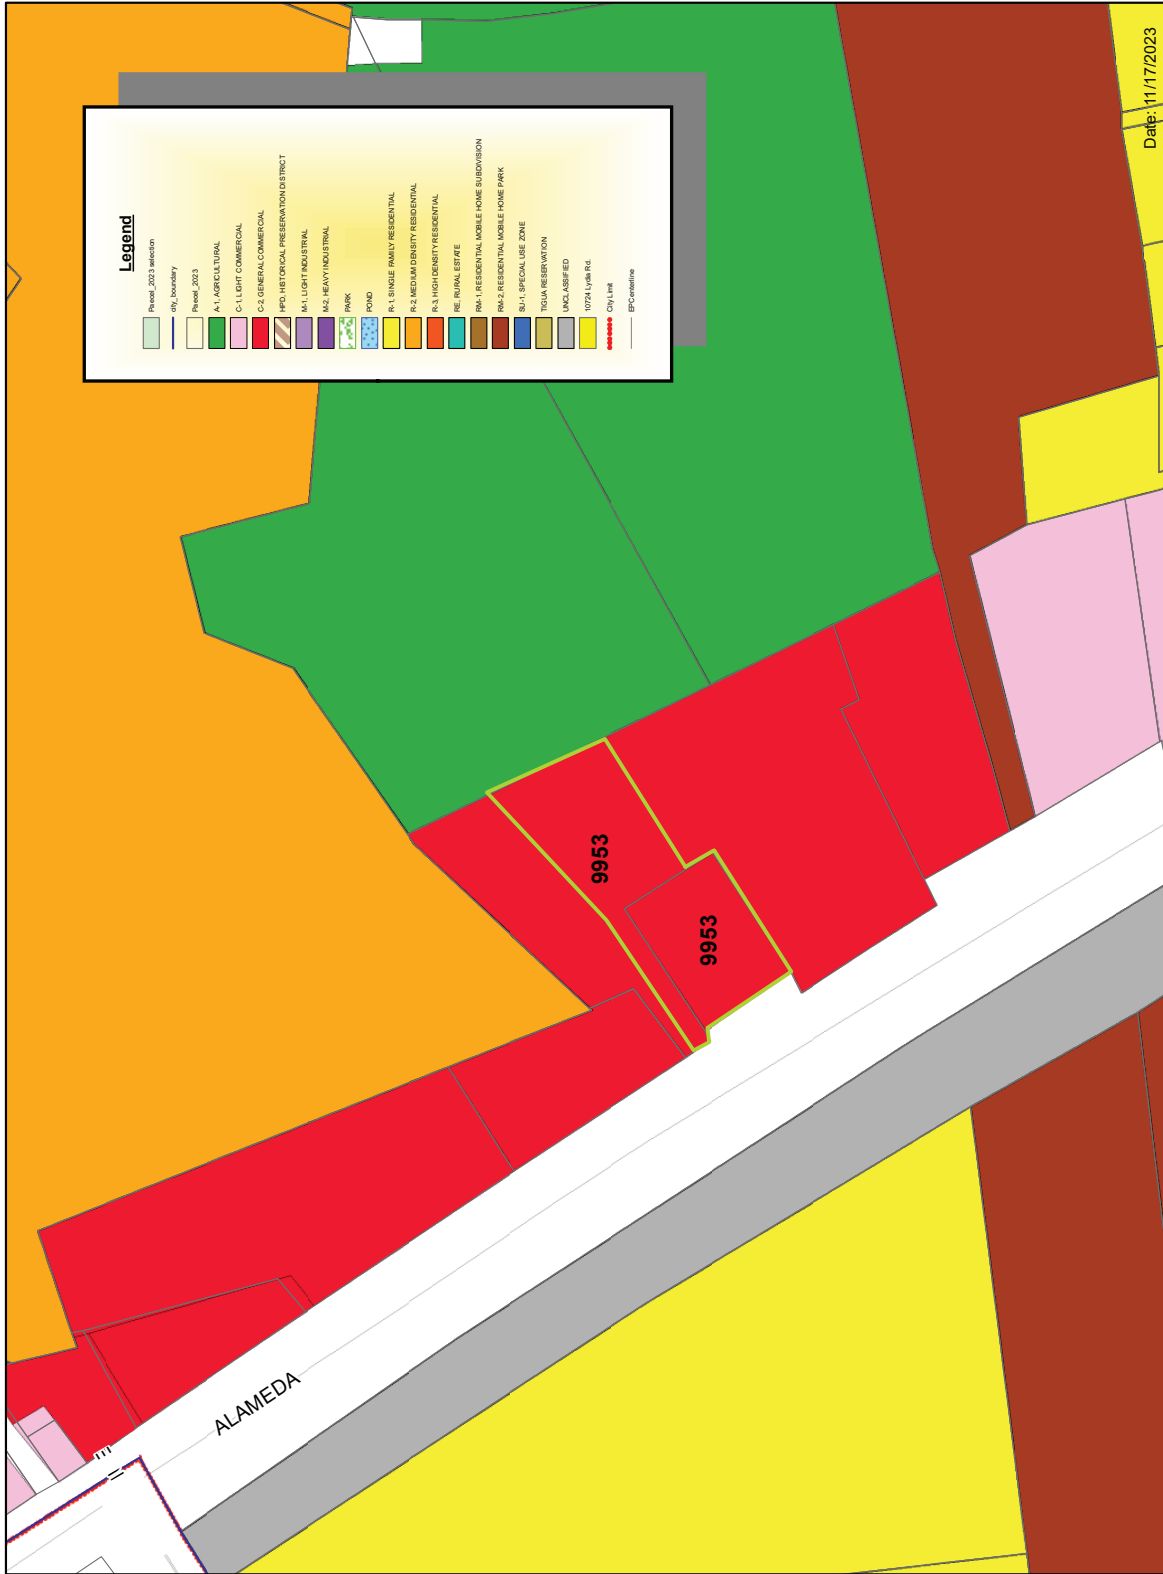 Legend
Pacel_2023 selection
city_boundary
Pacel_2023
A-1, AGRICULTURAL
C-1, LIGHT COMMERCIAL
C-2, GENERAL COMMERCIAL
HPD, HISTORICAL PRESERVATION DISTRICT
M-1, LIGHT INDUSTRIAL
M-2, HEAVY INDUSTRIAL
PARK
POND
R-1, SINGLE FAMILY RESIDENTIAL
R-2, MEDIUM DENSITY RESIDENTIAL
R-3, HIGH DENSITY RESIDENTIAL
RE, RURAL ESTATE
RM-1, RESIDENTIAL MOBILE HOME SUBDIVISION
RM-2, RESIDENTIAL MOBILE HOME PARK
SU-1, SPECIAL USE ZONE
TIGUA RESERVATION
UNCLASSIFIED
10724 Lydia Rd.
City Limit
EPCenterline
9953
9953
ALAMEDA
Date: 11/17/2023